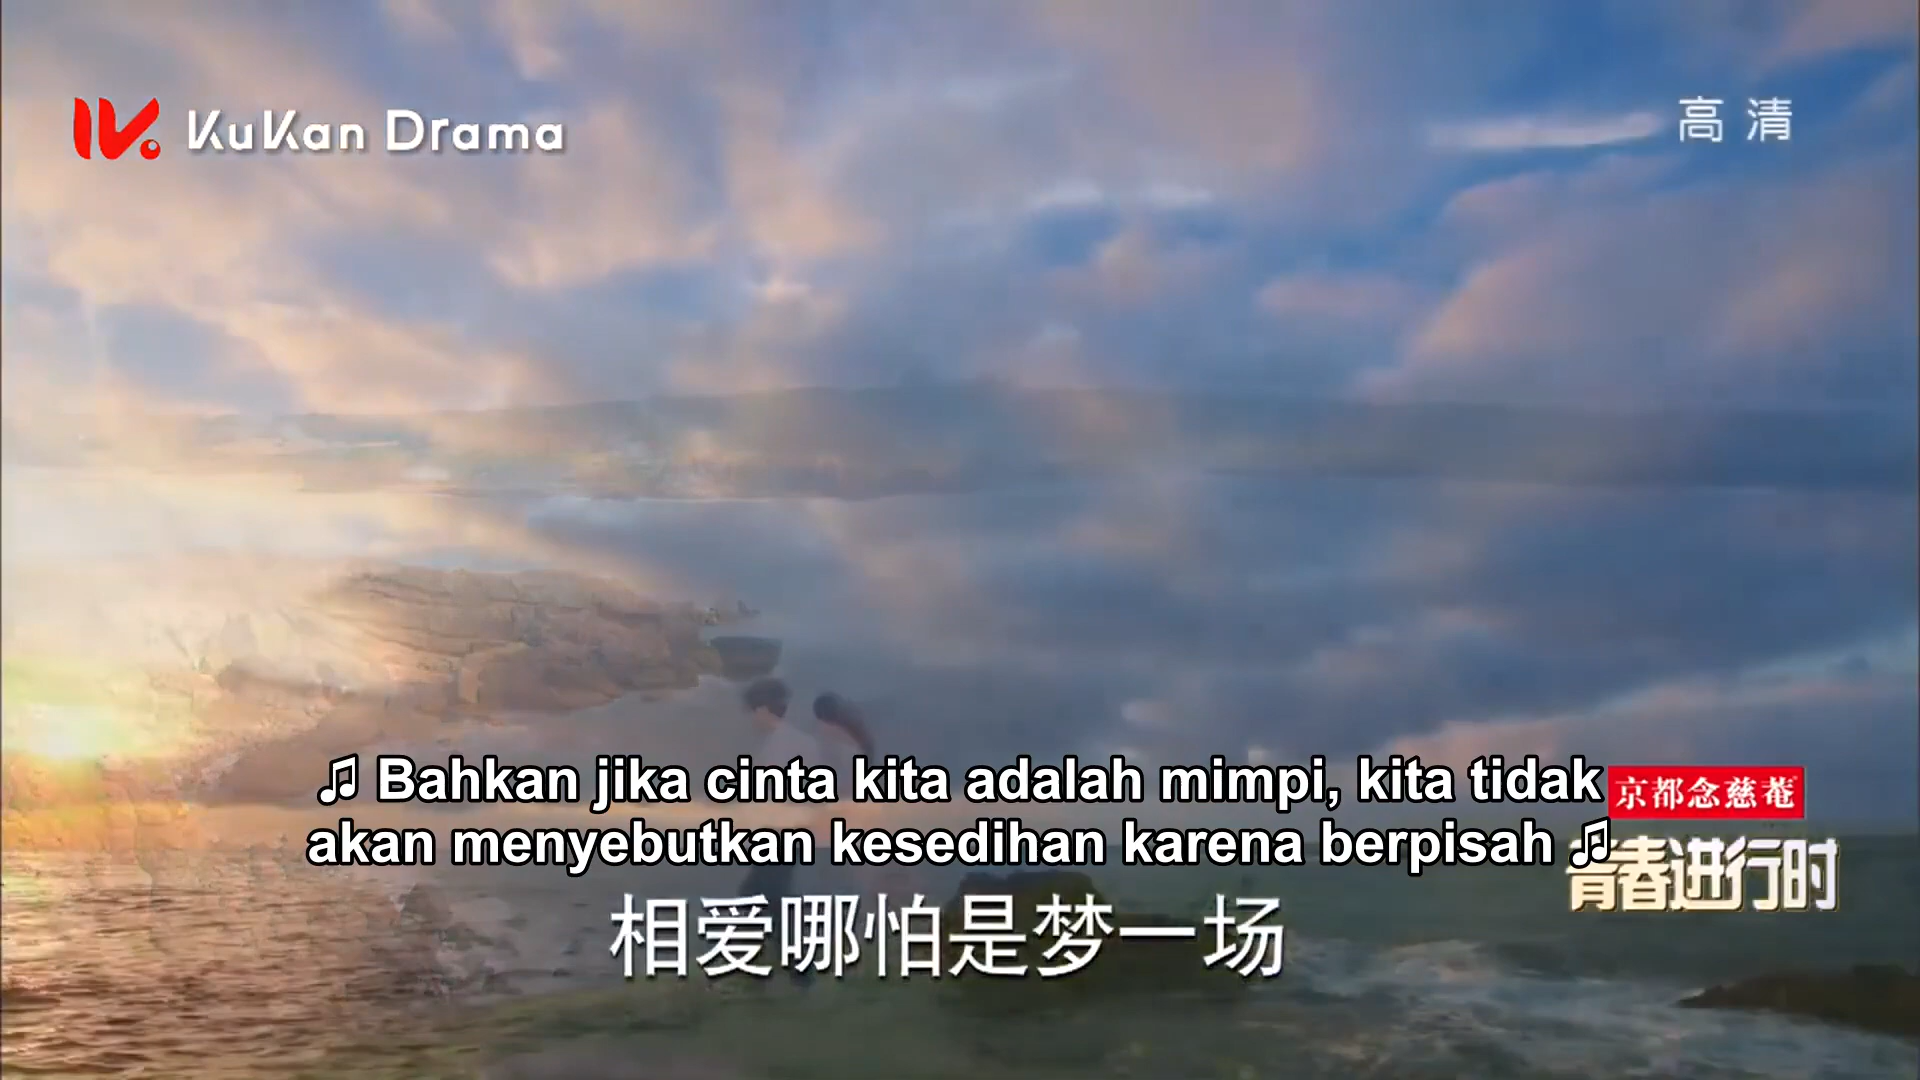 KuKan Drama
高清
♫ Bahkan jika cinta kita adalah mimpi, kita tidak
akan menyebutkan kesedihan karena berpisah ♫
京都念慈菴
青春进行时
相爱哪怕是梦一场